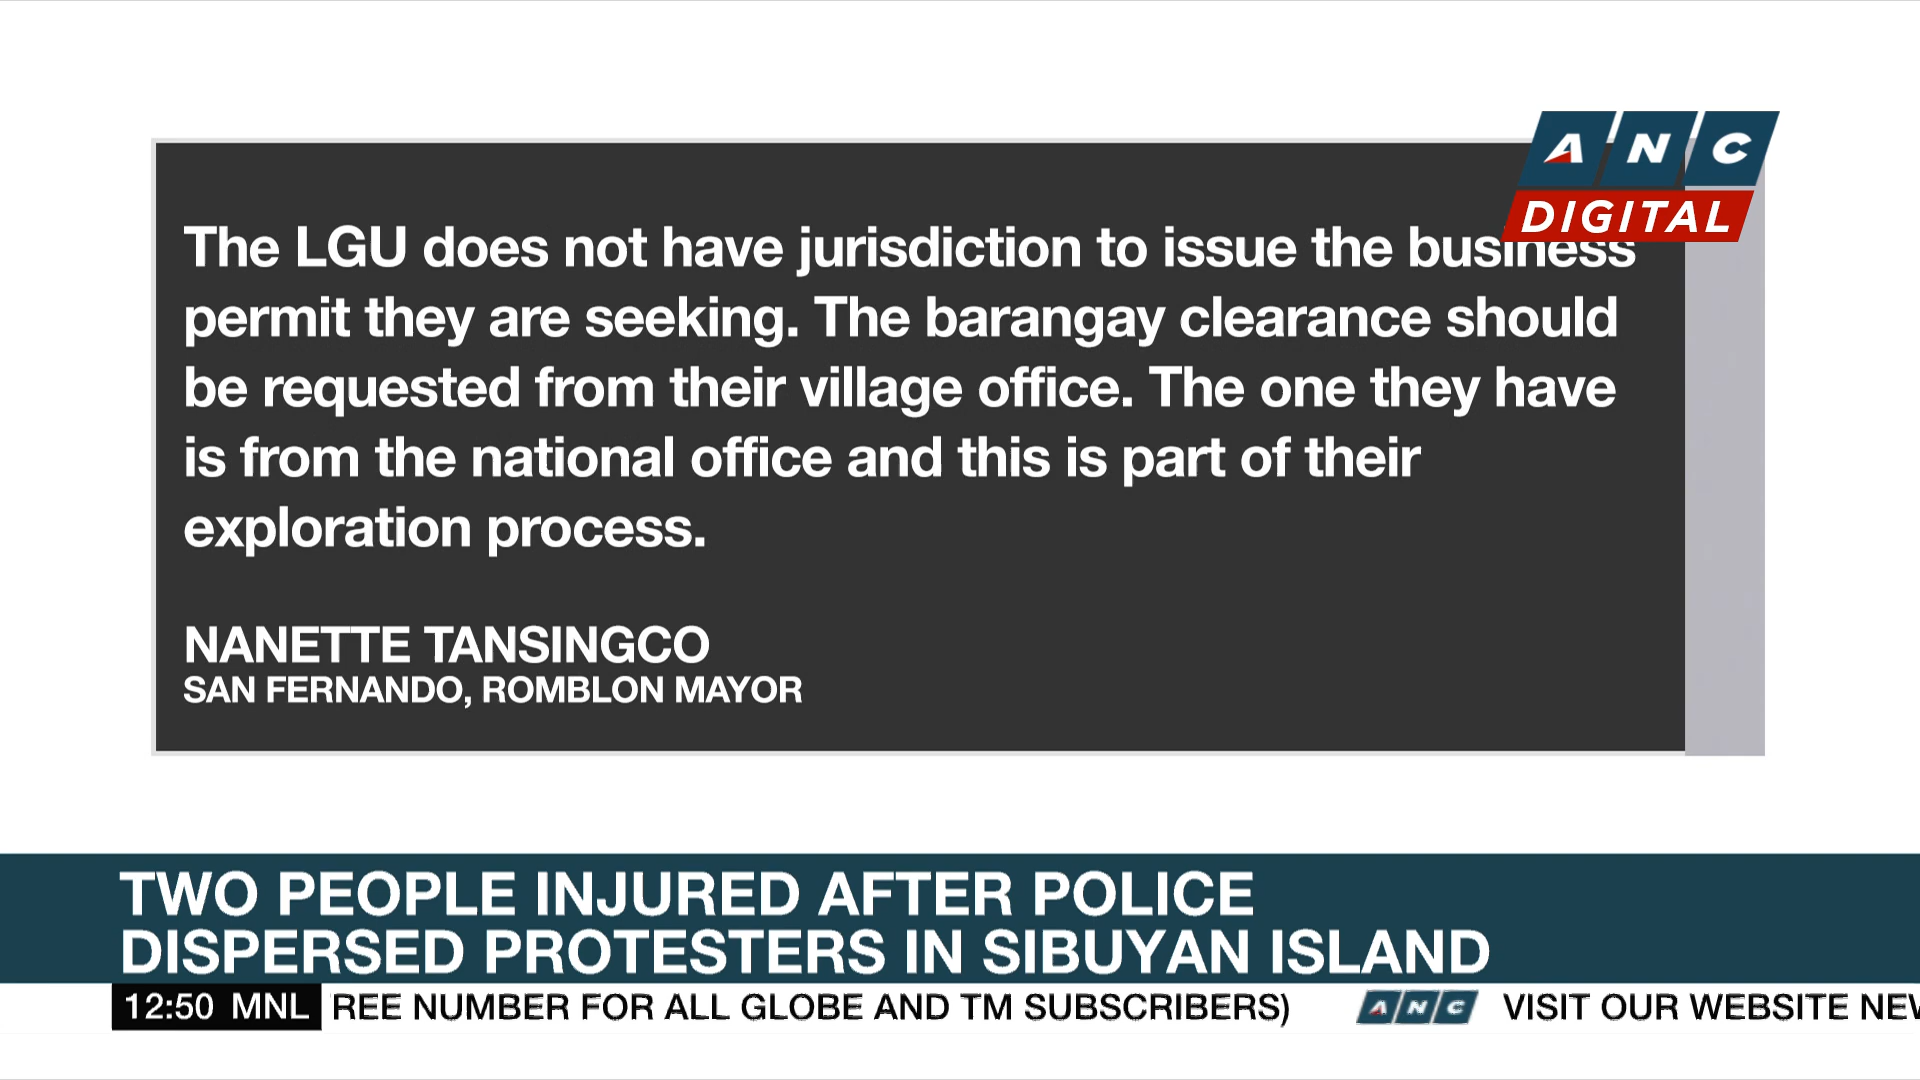 ANC
DIGITAL
The LGU does not have jurisdiction to issue the business
permit they are seeking. The barangay clearance should
be requested from their village office. The one they have
is from the national office and this is part of their
exploration process.
NANETTE TANSINGCO
SAN FERNANDO, ROMBLON MAYOR
TWO PEOPLE INJURED AFTER POLICE
DISPERSED PROTESTERS IN SIBUYAN ISLAND
12:50 MNL REE NUMBER FOR ALL GLOBE AND TM SUBSCRIBERS) ANC VISIT OUR WEBSITE